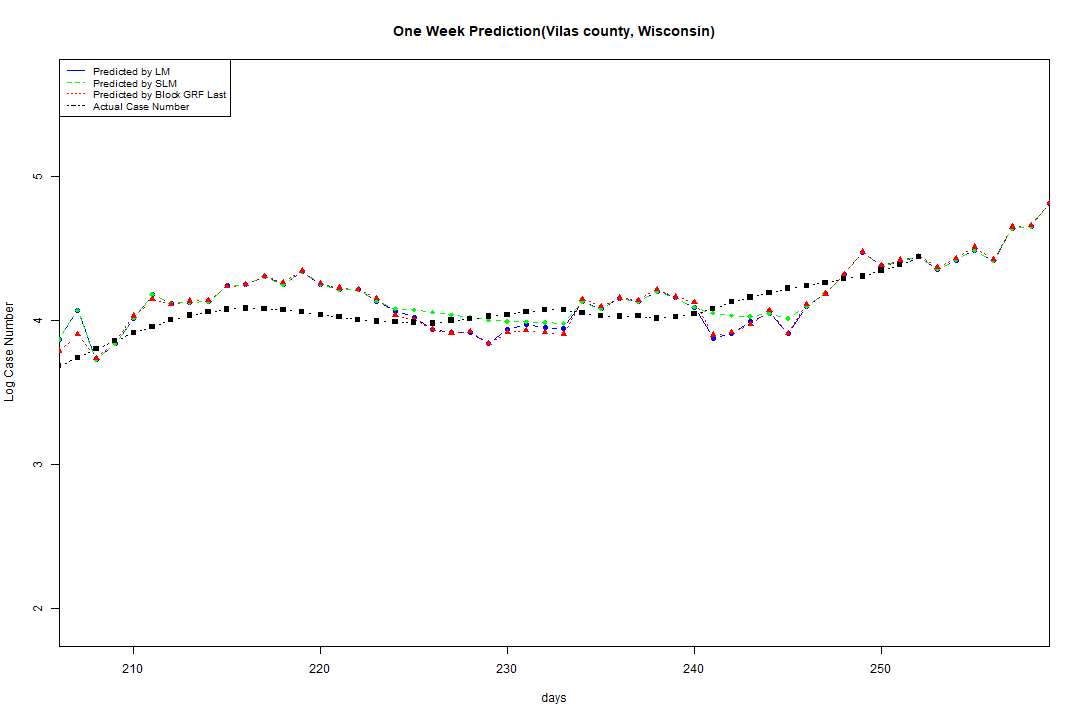 One Week Prediction(Vilas county, Wisconsin)
Predicted by LM
Predicted by SLM
Predicted by Block GRF Last
Actual Case Number
5
4
3
2
Log Case Number
210 220 230 240 250
days